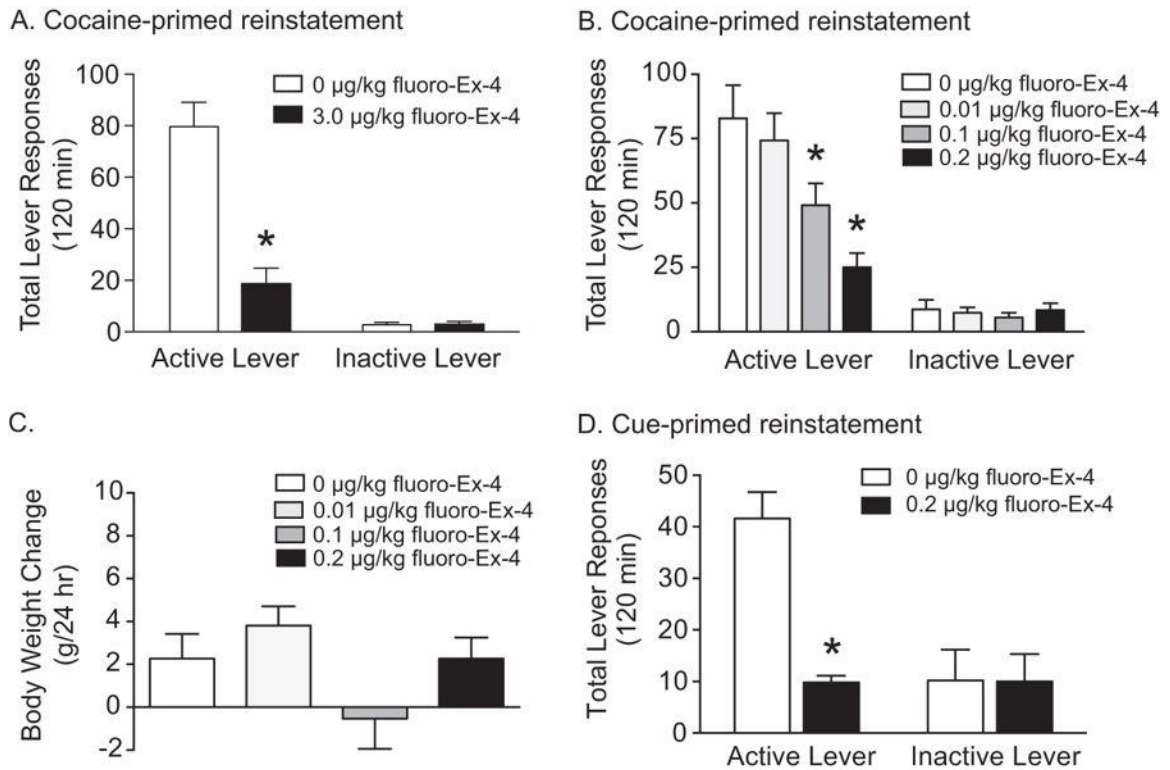 A. Cocaine-primed reinstatement
Total Lever Responses
(120 min)
100
80
60
40
20
0
0 µg/kg fluoro-Ex-4
3.0 µg/kg fluoro-Ex-4
*
Active Lever
Inactive Lever
B. Cocaine-primed reinstatement
Total Lever Responses
(120 min)
100
75
50
25
0
0 µg/kg fluoro-Ex-4
0.01 µg/kg fluoro-Ex-4
0.1 µg/kg fluoro-Ex-4
0.2 µg/kg fluoro-Ex-4
*
*
Active Lever
Inactive Lever
C.
Body Weight Change
(g/24 hr)
10
8
6
4
2
0
-2
0 µg/kg fluoro-Ex-4
0.01 µg/kg fluoro-Ex-4
0.1 µg/kg fluoro-Ex-4
0.2 µg/kg fluoro-Ex-4
D. Cue-primed reinstatement
Total Lever Reponses
(120 min)
50
40
30
20
10
0
0 µg/kg fluoro-Ex-4
0.2 µg/kg fluoro-Ex-4
*
Active Lever
Inactive Lever